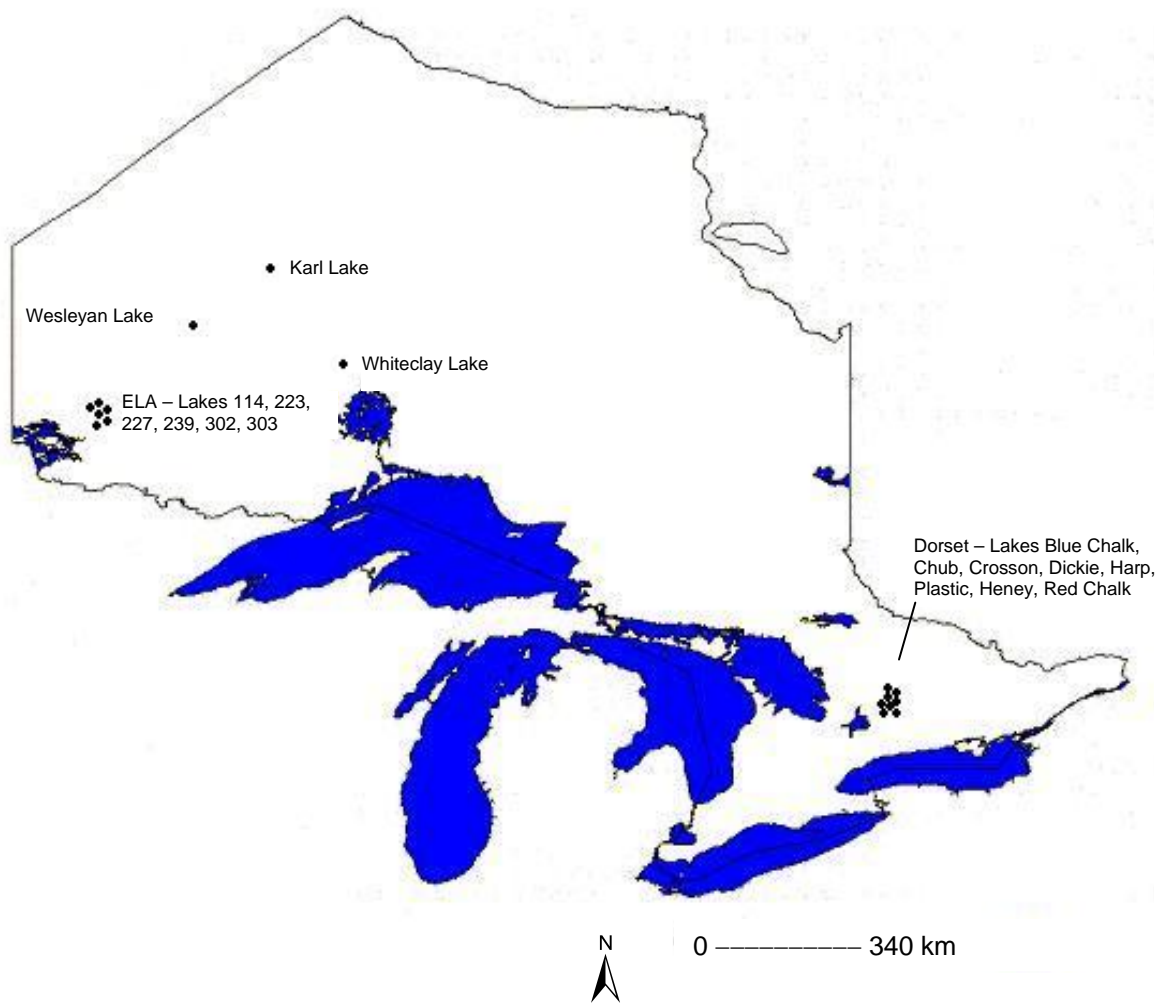 Karl Lake
Wesleyan Lake
Whiteclay Lake
ELA – Lakes 114, 223,
227, 239, 302, 303
Dorset – Lakes Blue Chalk,
Chub, Crosson, Dickie, Harp,
Plastic, Heney, Red Chalk
N
0 ––––––––––– 340 km